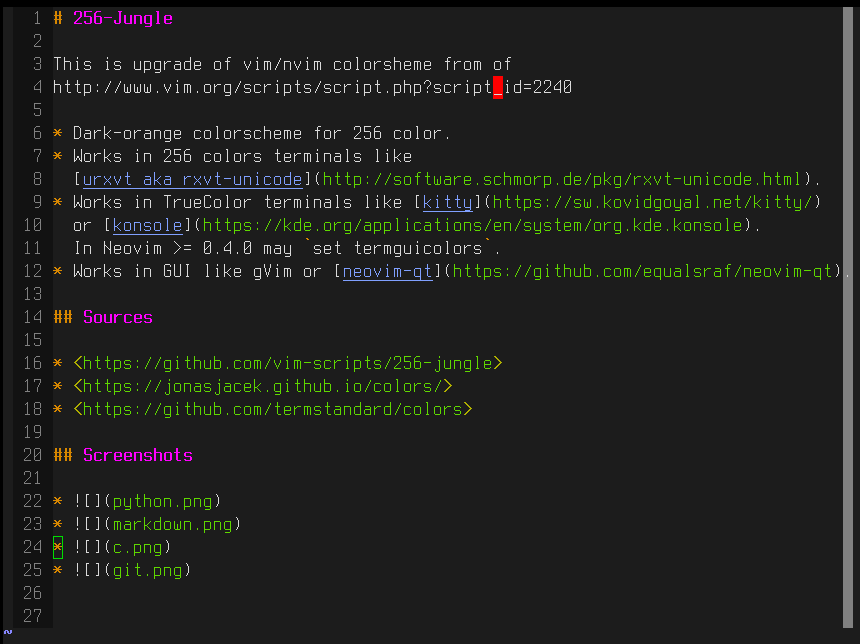 1 # 256-Jungle
2
3 This is upgrade of vim/nvim colorsheme from of
4 http://www.vim.org/scripts/script.php?script_id=2240
5
6 * Dark-orange colorscheme for 256 color.
7 * Works in 256 colors terminals like
8   [urxvt aka rxvt-unicode](http://software.schmorp.de/pkg/rxvt-unicode.html).
9 * Works in TrueColor terminals like [kitty](https://sw.kovidgoyal.net/kitty/)
10   or [konsole](https://kde.org/applications/en/system/org.kde.konsole).
11   In Neovim >= 0.4.0 may `set termguicolors`.
12 * Works in GUI like gVim or [neovim-qt](https://github.com/equalsraf/neovim-qt).
13
14 ## Sources
15
16 * <https://github.com/vim-scripts/256-jungle>
17 * <https://jonasjacek.github.io/colors/>
18 * <https://github.com/termstandard/colors>
19
20 ## Screenshots
21
22 * ![](python.png)
23 * ![](markdown.png)
24 * ![](c.png)
25 * ![](git.png)
26
27
~